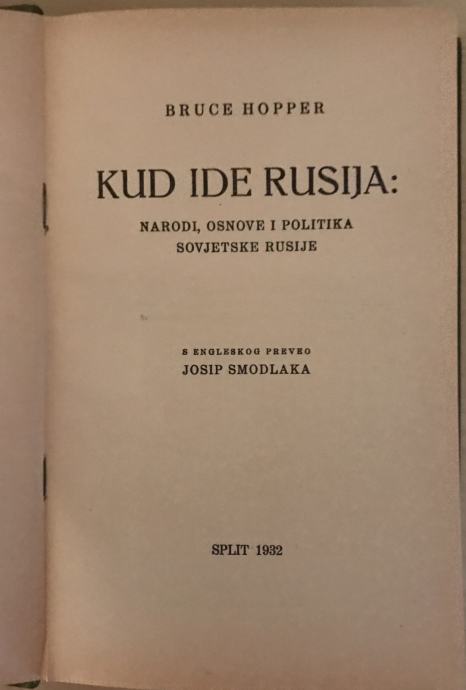 BRUCE HOPPER
KUD IDE RUSIJA:
NARODI, OSNOVE I POLITIKA
SOVJETSKE RUSIJE
S ENGLESKOG PREVEO
JOSIP SMODLAKA
SPLIT 1932